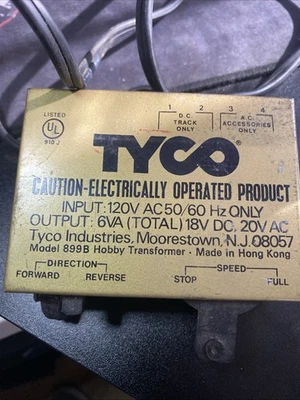 1 2 3 4
D.C. TRACK ONLY
A.C. ACCESSORIES ONLY
LISTED
UL
910 J
TYCO
CAUTION-ELECTRICALLY OPERATED PRODUCT
INPUT: 120V AC 50/60 Hz ONLY
OUTPUT: 6VA (TOTAL) 18V DC, 20V AC
Tyco Industries, Moorestown, N.J. 08057
Model 899B Hobby Transformer · Made in Hong Kong
DIRECTION
FORWARD REVERSE
SPEED
STOP FULL